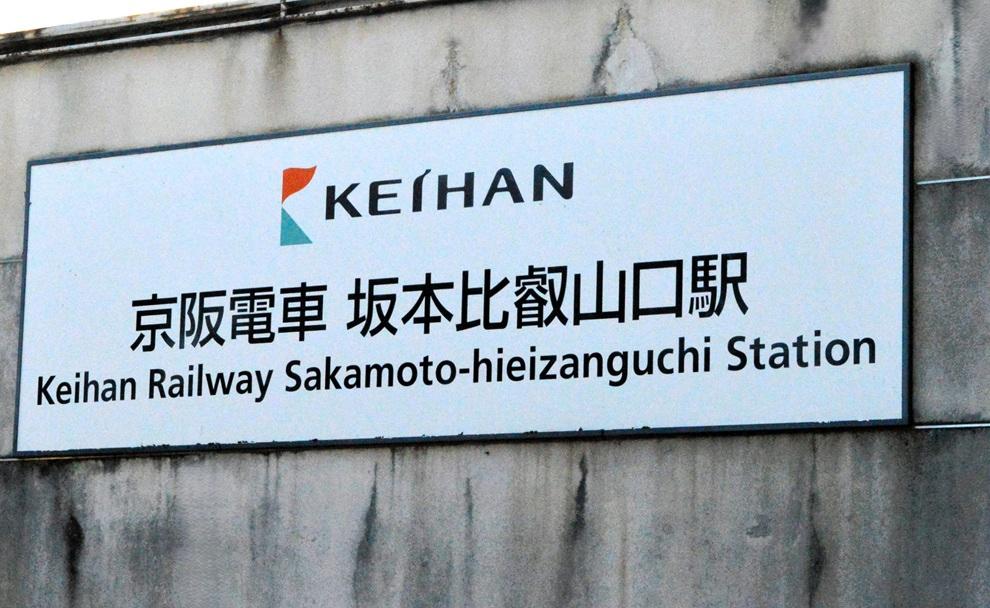 KEIHAN
京阪電車 坂本比叡山口駅
Keihan Railway Sakamoto-hieizanguchi Station